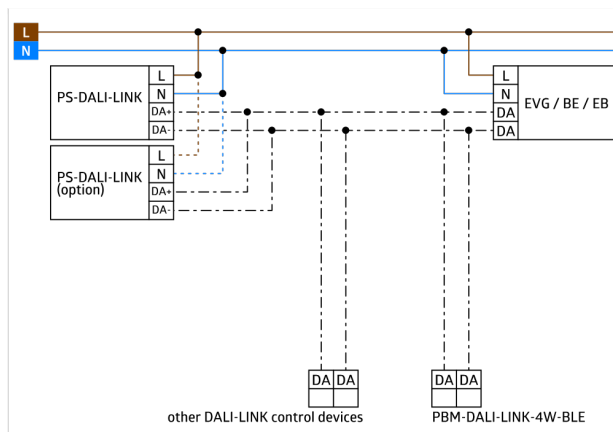 L
N
PS-DALI-LINK
L
N
DA+
DA-
EVG / BE / EB
L
N
DA
DA
PS-DALI-LINK
(option)
L
N
DA+
DA-
DA DA
DA DA
other DALI-LINK control devices
PBM-DALI-LINK-4W-BLE